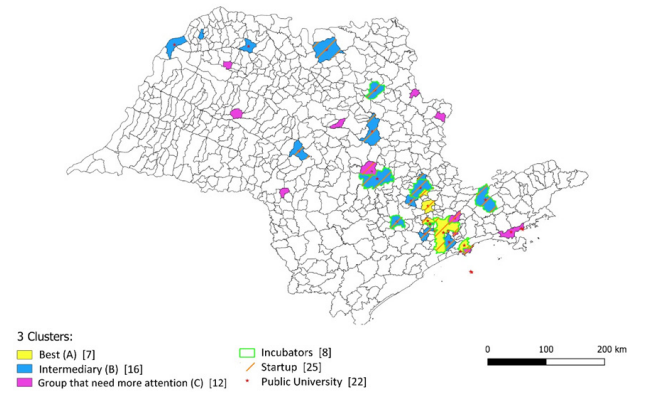 3 Clusters:
Best (A) [7]
Intermediary (B) [16]
Group that need more attention (C) [12]
Incubators [8]
Startup [25]
Public University [22]
0 100 200 km